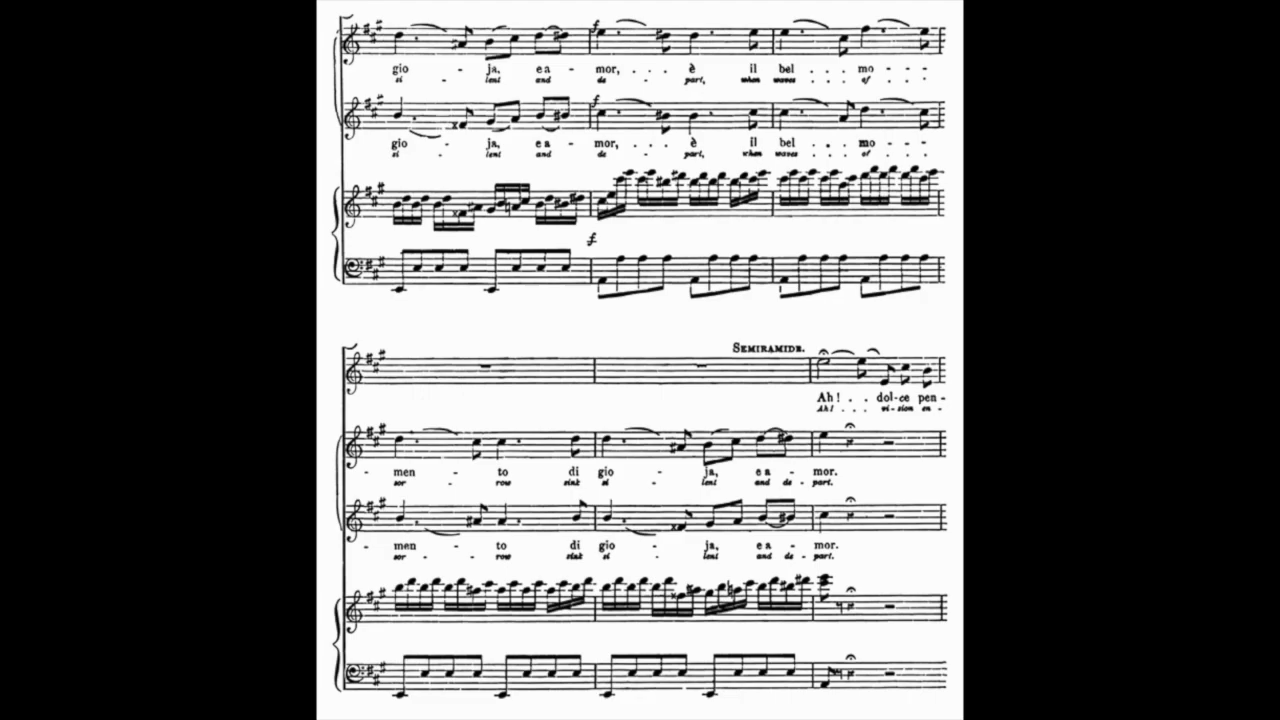 f
gio - ja, e a - mor, . . . è il bel . . . mo - - -
si - lent and de - part, when waves . . . of . . .
f
gio - ja, e a - mor, . . . è il bel . . . mo - - -
si - lent and de - part, when waves . . . of . . .
f
SEMIRAMIDE.
Ah! . . dol-ce pen-
Ah! . . . vi-sion en-
- men - to di gio - ja, e a - mor.
sor - row sink si - lent and de - part.
- men - to di gio - ja, e a - mor.
sor - row sink si - lent and de - part.